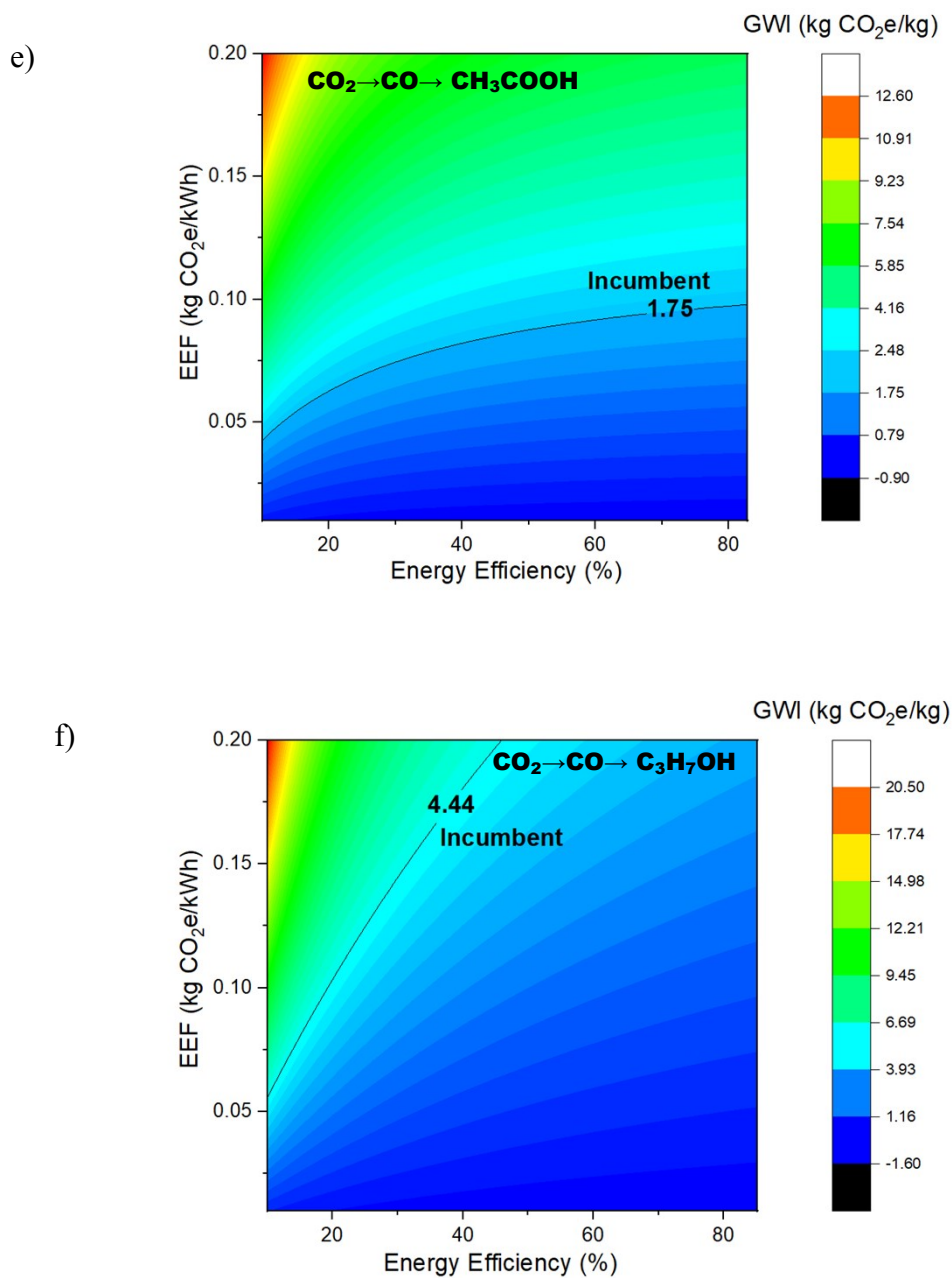 e)
GWI (kg CO₂e/kg)
CO₂→CO→ CH₃COOH
0.20
0.15
0.10
0.05
EEF (kg CO₂e/kWh)
Incumbent
1.75
20 40 60 80
Energy Efficiency (%)
12.60
10.91
9.23
7.54
5.85
4.16
2.48
1.75
0.79
-0.90
f)
GWI (kg CO₂e/kg)
CO₂→CO→ C₃H₇OH
0.20
0.15
0.10
0.05
EEF (kg CO₂e/kWh)
4.44
Incumbent
20 40 60 80
Energy Efficiency (%)
20.50
17.74
14.98
12.21
9.45
6.69
3.93
1.16
-1.60